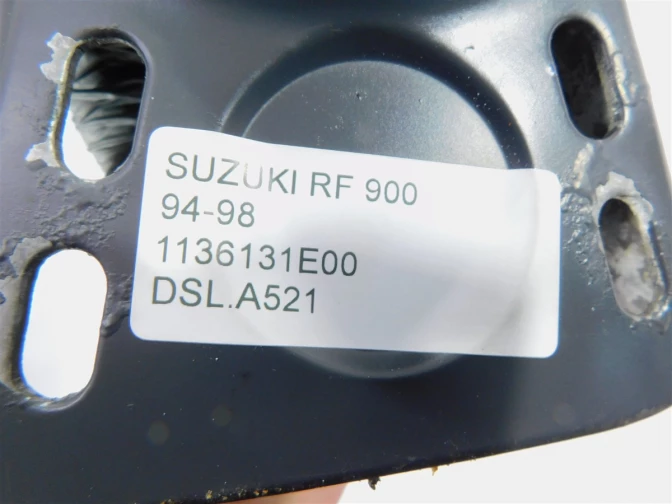 SUZUKI RF 900
94-98
1136131E00
DSL.A521